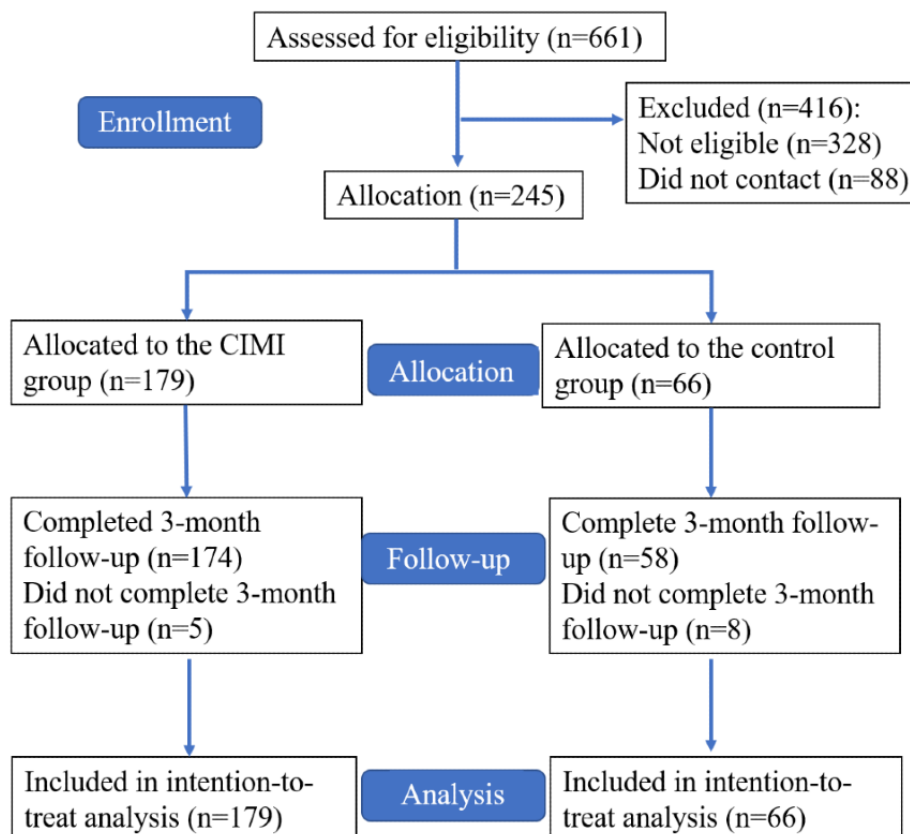 Assessed for eligibility (n=661)
Enrollment
Excluded (n=416):
Not eligible (n=328)
Did not contact (n=88)
Allocation (n=245)
Allocated to the CIMI
group (n=179)
Allocation
Allocated to the control
group (n=66)
Completed 3-month
follow-up (n=174)
Did not complete 3-month
follow-up (n=5)
Follow-up
Complete 3-month follow-
up (n=58)
Did not complete 3-month
follow-up (n=8)
Included in intention-to-
treat analysis (n=179)
Analysis
Included in intention-to-
treat analysis (n=66)